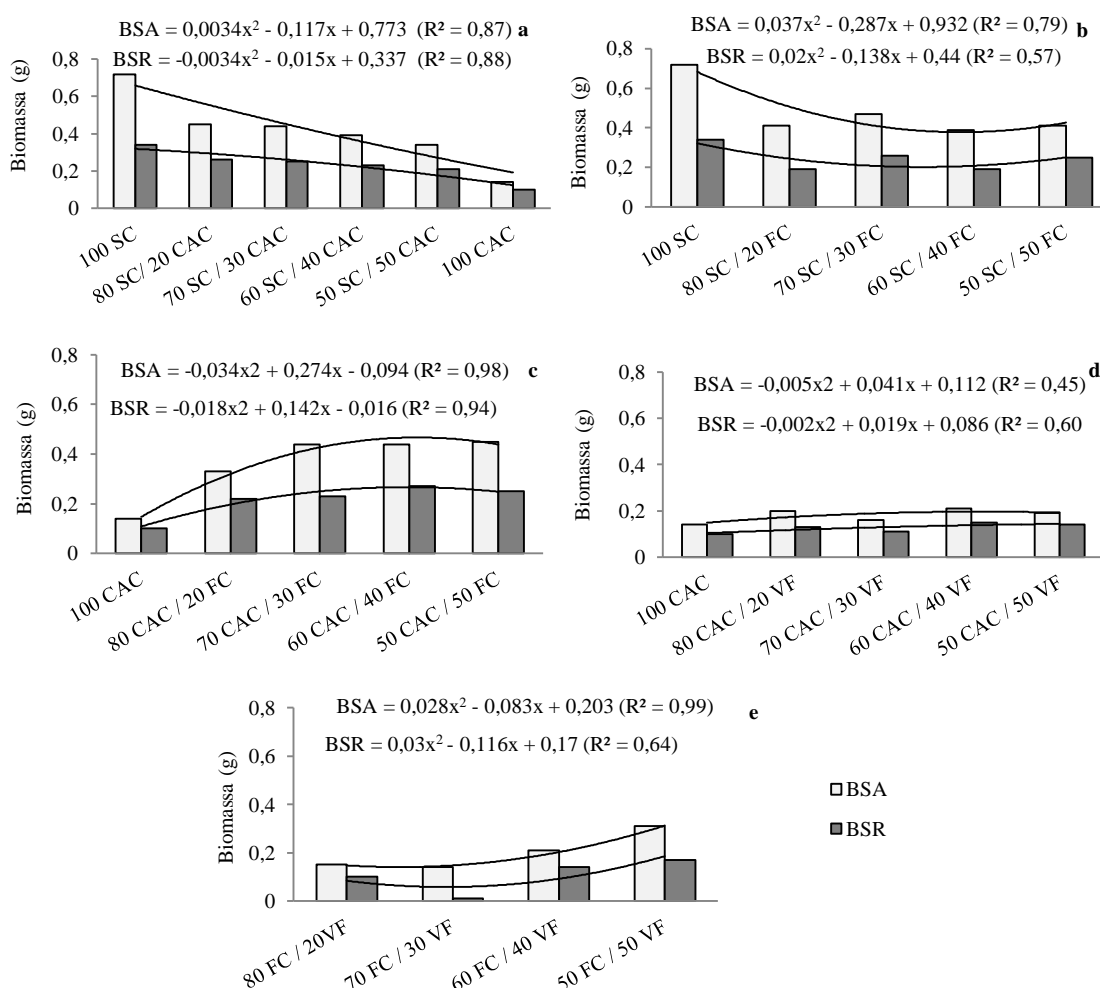 BSA = 0,0034x² - 0,117x + 0,773 (R² = 0,87) a
BSR = -0,0034x² - 0,015x + 0,337 (R² = 0,88)
Biomassa (g)
0,8
0,6
0,4
0,2
0
100 SC
80 SC/ 20 CAC
70 SC / 30 CAC
60 SC / 40 CAC
50 SC / 50 CAC
100 CAC
BSA = 0,037x² - 0,287x + 0,932 (R² = 0,79) b
BSR = 0,02x² - 0,138x + 0,44 (R² = 0,57)
Biomassa (g)
0,8
0,6
0,4
0,2
0
100 SC
80 SC / 20 FC
70 SC / 30 FC
60 SC / 40 FC
50 SC / 50 FC
BSA = -0,034x2 + 0,274x - 0,094 (R² = 0,98) c
BSR = -0,018x2 + 0,142x - 0,016 (R² = 0,94)
Biomassa (g)
0,8
0,6
0,4
0,2
0
100 CAC
80 CAC / 20 FC
70 CAC / 30 FC
60 CAC / 40 FC
50 CAC / 50 FC
d
BSA = -0,005x2 + 0,041x + 0,112 (R² = 0,45)
BSR = -0,002x2 + 0,019x + 0,086 (R² = 0,60
Biomassa (g)
0,8
0,6
0,4
0,2
0
100 CAC
80 CAC / 20 VF
70 CAC / 30 VF
60 CAC / 40 VF
50 CAC / 50 VF
BSA = 0,028x² - 0,083x + 0,203 (R² = 0,99) e
BSR = 0,03x² - 0,116x + 0,17 (R² = 0,64)
Biomassa (g)
0,8
0,6
0,4
0,2
0
80 FC / 20VF
70 FC / 30 VF
60 FC / 40 VF
50 FC / 50 VF
BSA
BSR